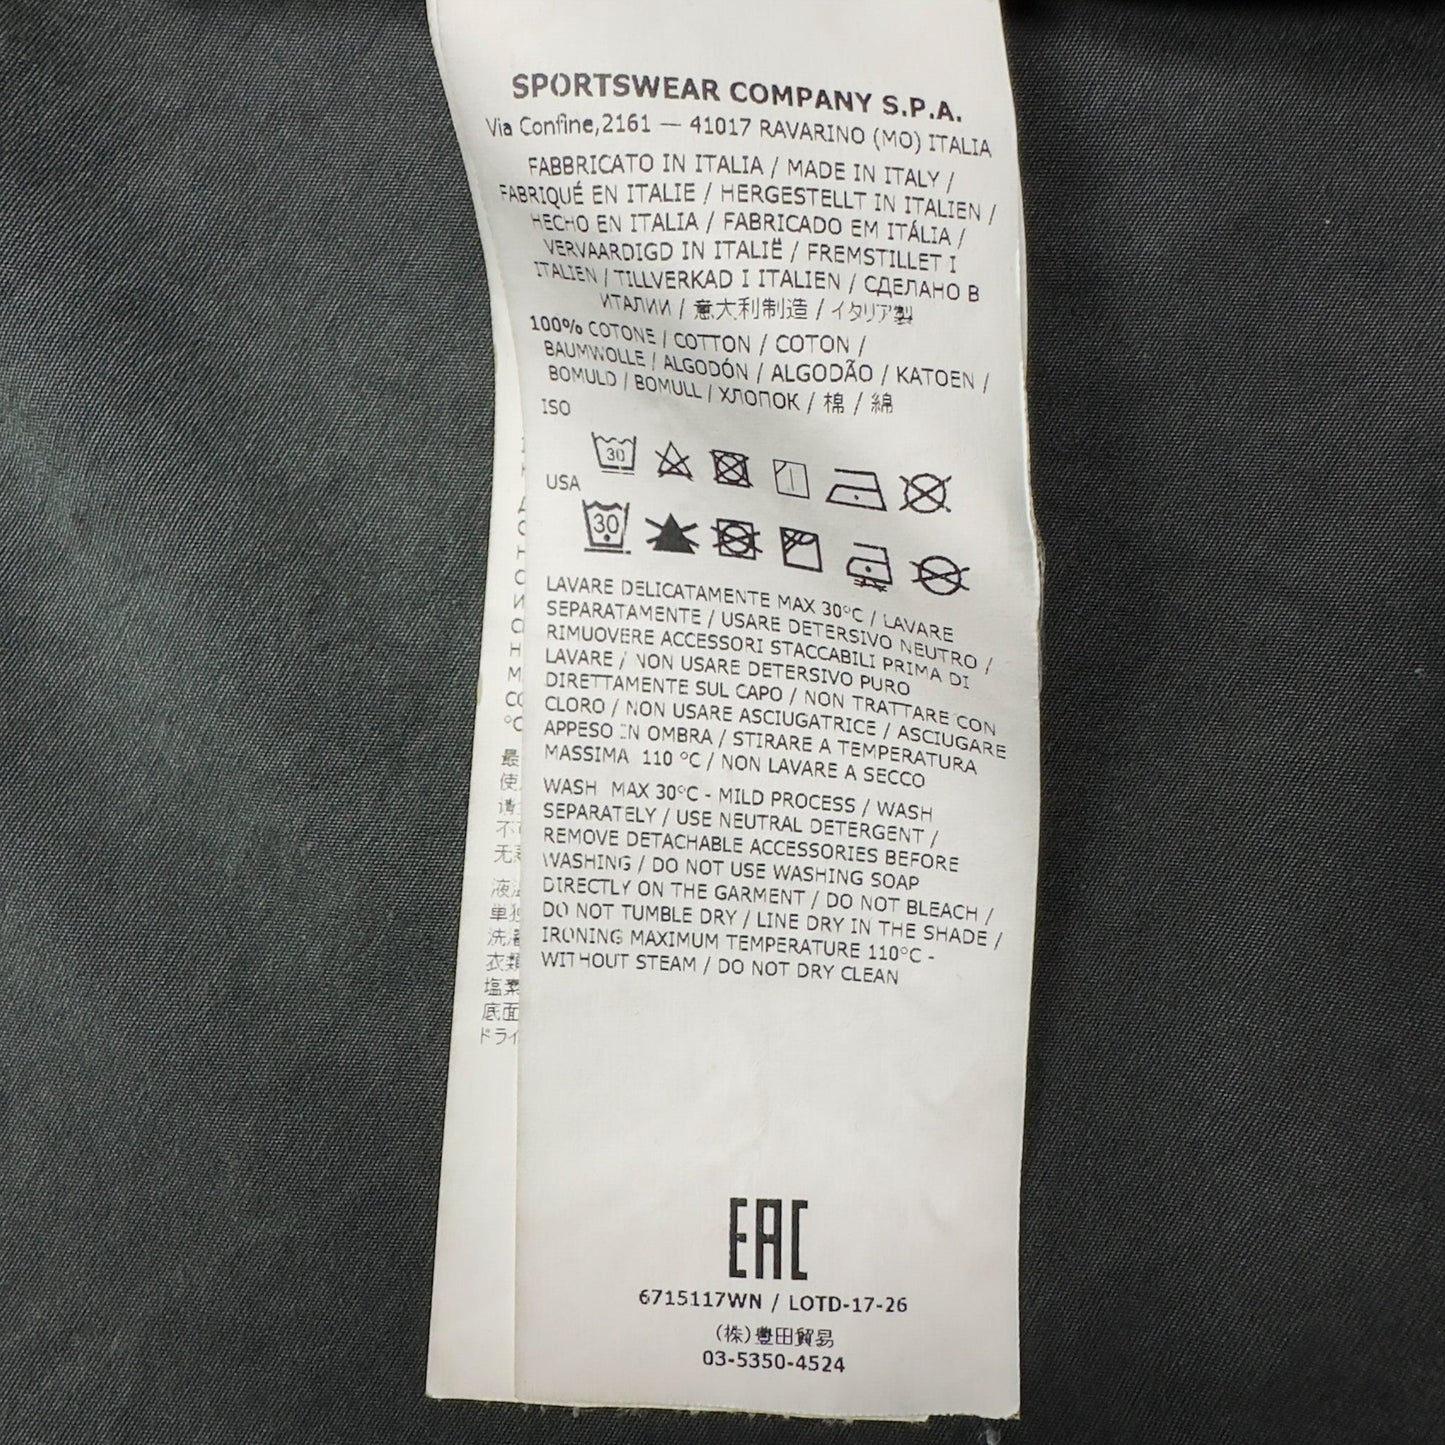 SPORTSWEAR COMPANY S.P.A.
Via Confine,2161 — 41017 RAVARINO (MO) ITALIA
FABBRICATO IN ITALIA / MADE IN ITALY /
FABRIQUÉ EN ITALIE / HERGESTELLT IN ITALIEN /
HECHO EN ITALIA / FABRICADO EM ITÁLIA /
VERVAARDIGD IN ITALIË / FREMSTILLET I
ITALIEN / TILLVERKAD I ITALIEN / СДЕЛАНО В
ИТАЛИИ / 意大利制造 / イタリア製
100% COTONE / COTTON / COTON /
BAUMWOLLE / ALGODÓN / ALGODÃO / KATOEN /
BOMULD / BOMULL / ХЛОПОК / 棉 / 綿
ISO
30
USA
30
LAVARE DELICATAMENTE MAX 30°C / LAVARE
SEPARATAMENTE / USARE DETERSIVO NEUTRO /
RIMUOVERE ACCESSORI STACCABILI PRIMA DI
LAVARE / NON USARE DETERSIVO PURO
DIRETTAMENTE SUL CAPO / NON TRATTARE CON
CLORO / NON USARE ASCIUGATRICE / ASCIUGARE
APPESO IN OMBRA / STIRARE A TEMPERATURA
MASSIMA 110 °C / NON LAVARE A SECCO
WASH MAX 30°C - MILD PROCESS / WASH
SEPARATELY / USE NEUTRAL DETERGENT /
REMOVE DETACHABLE ACCESSORIES BEFORE
WASHING / DO NOT USE WASHING SOAP
DIRECTLY ON THE GARMENT / DO NOT BLEACH /
DO NOT TUMBLE DRY / LINE DRY IN THE SHADE /
IRONING MAXIMUM TEMPERATURE 110°C -
WITHOUT STEAM / DO NOT DRY CLEAN
EAC
6715117WN / LOTD-17-26
(株)豊田貿易
03-5350-4524